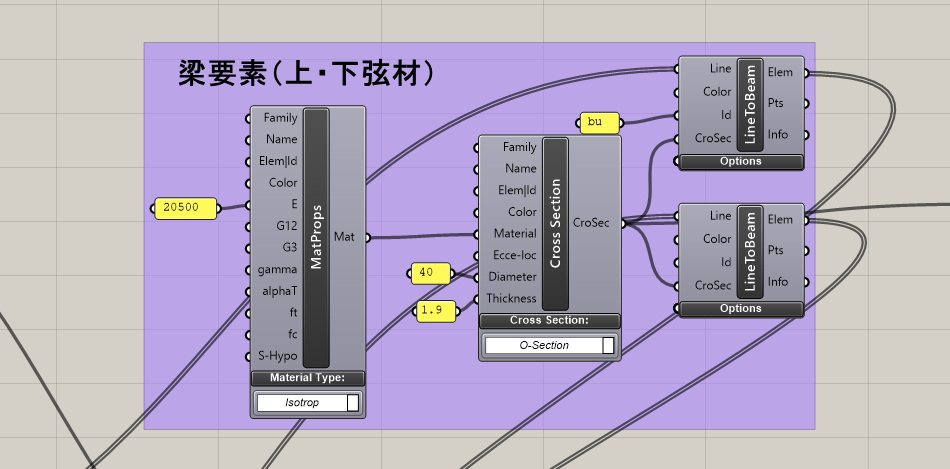 梁要素(上・下弦材)
Family
Name
Elem|Id
Color
E
G12
G3
gamma
alphaT
ft
fc
S-Hypo
MatProps
Mat
Material Type:
Isotrop
20500
Family
Name
Elem|Id
Color
Material
Ecce-loc
Diameter
Thickness
Cross Section
CroSec
Cross Section:
O-Section
40
1.9
bu
Line
Color
Id
CroSec
LineToBeam
Elem
Pts
Info
Options
Line
Color
Id
CroSec
LineToBeam
Elem
Pts
Info
Options